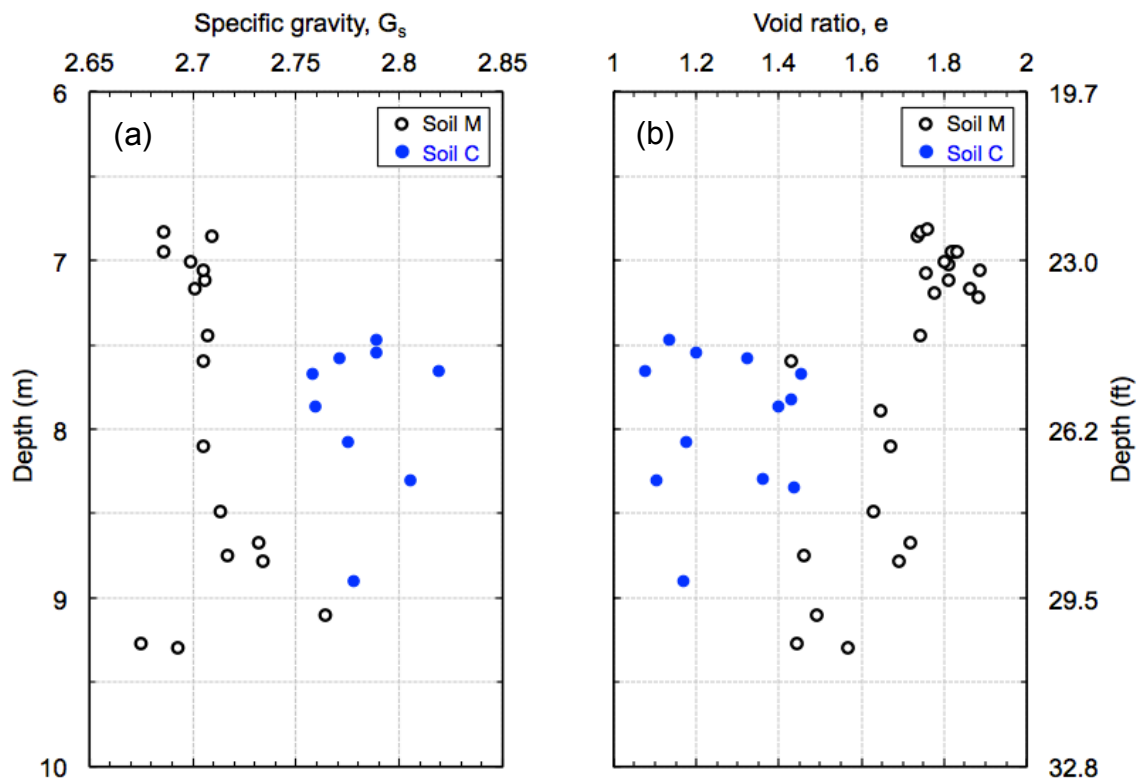 Specific gravity, Gₛ
2.65 2.7 2.75 2.8 2.85
6
7
8
9
10
Depth (m)
(a)
Soil M
Soil C
Void ratio, e
1 1.2 1.4 1.6 1.8 2
(b)
Soil M
Soil C
19.7
23.0
26.2
29.5
32.8
Depth (ft)